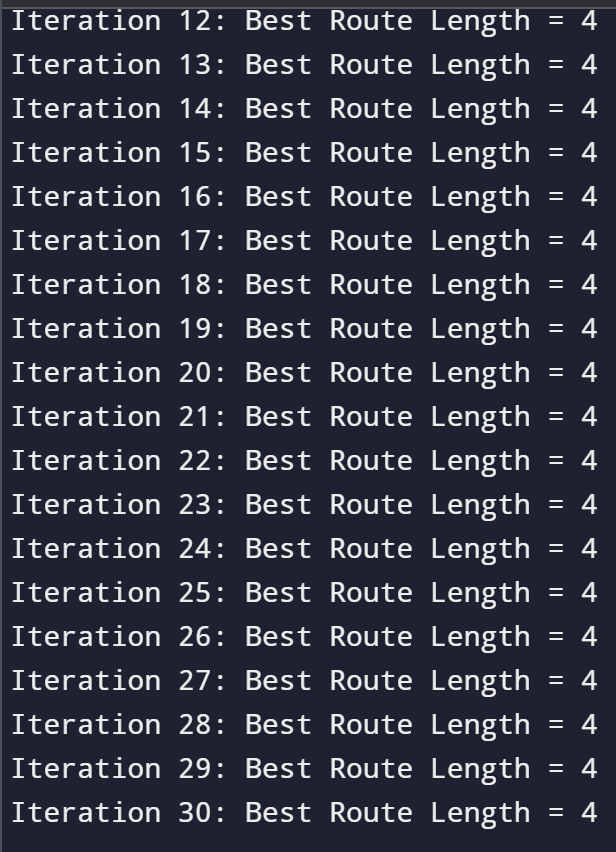 Iteration 12: Best Route Length = 4
Iteration 13: Best Route Length = 4
Iteration 14: Best Route Length = 4
Iteration 15: Best Route Length = 4
Iteration 16: Best Route Length = 4
Iteration 17: Best Route Length = 4
Iteration 18: Best Route Length = 4
Iteration 19: Best Route Length = 4
Iteration 20: Best Route Length = 4
Iteration 21: Best Route Length = 4
Iteration 22: Best Route Length = 4
Iteration 23: Best Route Length = 4
Iteration 24: Best Route Length = 4
Iteration 25: Best Route Length = 4
Iteration 26: Best Route Length = 4
Iteration 27: Best Route Length = 4
Iteration 28: Best Route Length = 4
Iteration 29: Best Route Length = 4
Iteration 30: Best Route Length = 4